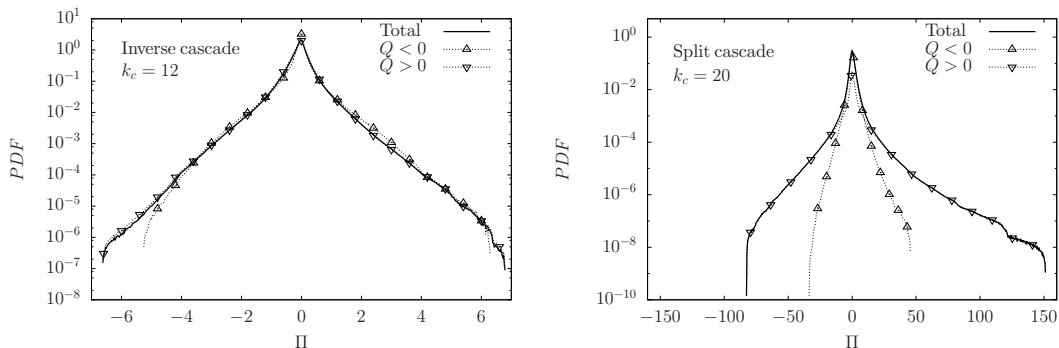 10^1
10^0
10^-1
10^-2
10^-3
10^-4
10^-5
10^-6
10^-7
10^-8
PDF
Inverse cascade
k_c = 12
Total
Q < 0
Q > 0
−6 −4 −2 0 2 4 6
Π
10^0
10^-2
10^-4
10^-6
10^-8
10^-10
PDF
Split cascade
k_c = 20
Total
Q < 0
Q > 0
−150 −100 −50 0 50 100 150
Π